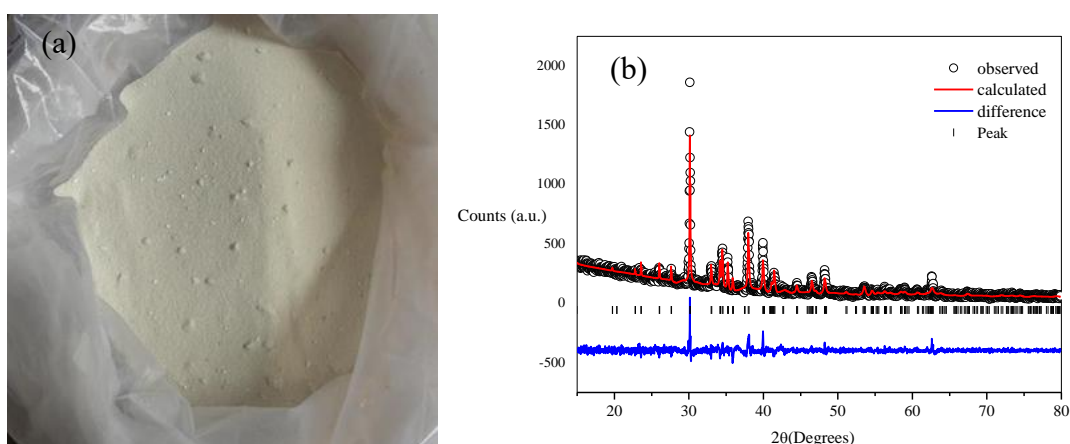 (a)
(b)
observed
calculated
difference
Peak
2000
1500
1000
500
0
-500
Counts (a.u.)
20 30 40 50 60 70 80
2θ(Degrees)